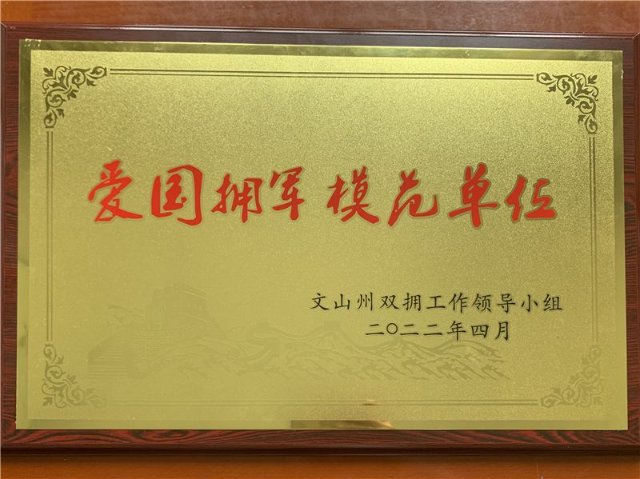 爱国拥军模范单位
文山州双拥工作领导小组
二〇二二年四月